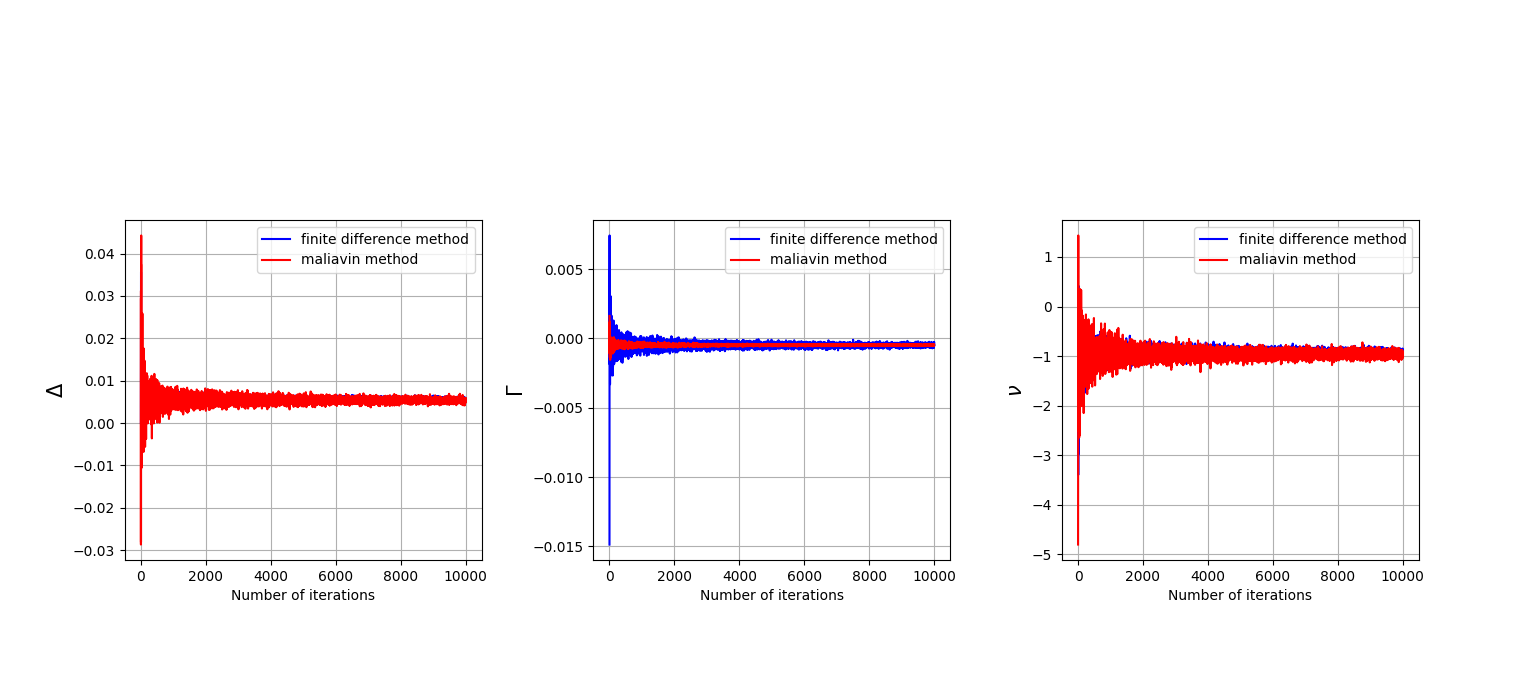 finite difference method
maliavin method
0.04
0.03
0.02
0.01
0.00
−0.01
−0.02
−0.03
Δ
0 2000 4000 6000 8000 10000
Number of iterations
finite difference method
maliavin method
0.005
0.000
−0.005
−0.010
−0.015
Γ
0 2000 4000 6000 8000 10000
Number of iterations
finite difference method
maliavin method
1
0
−1
−2
−3
−4
−5
ν
0 2000 4000 6000 8000 10000
Number of iterations